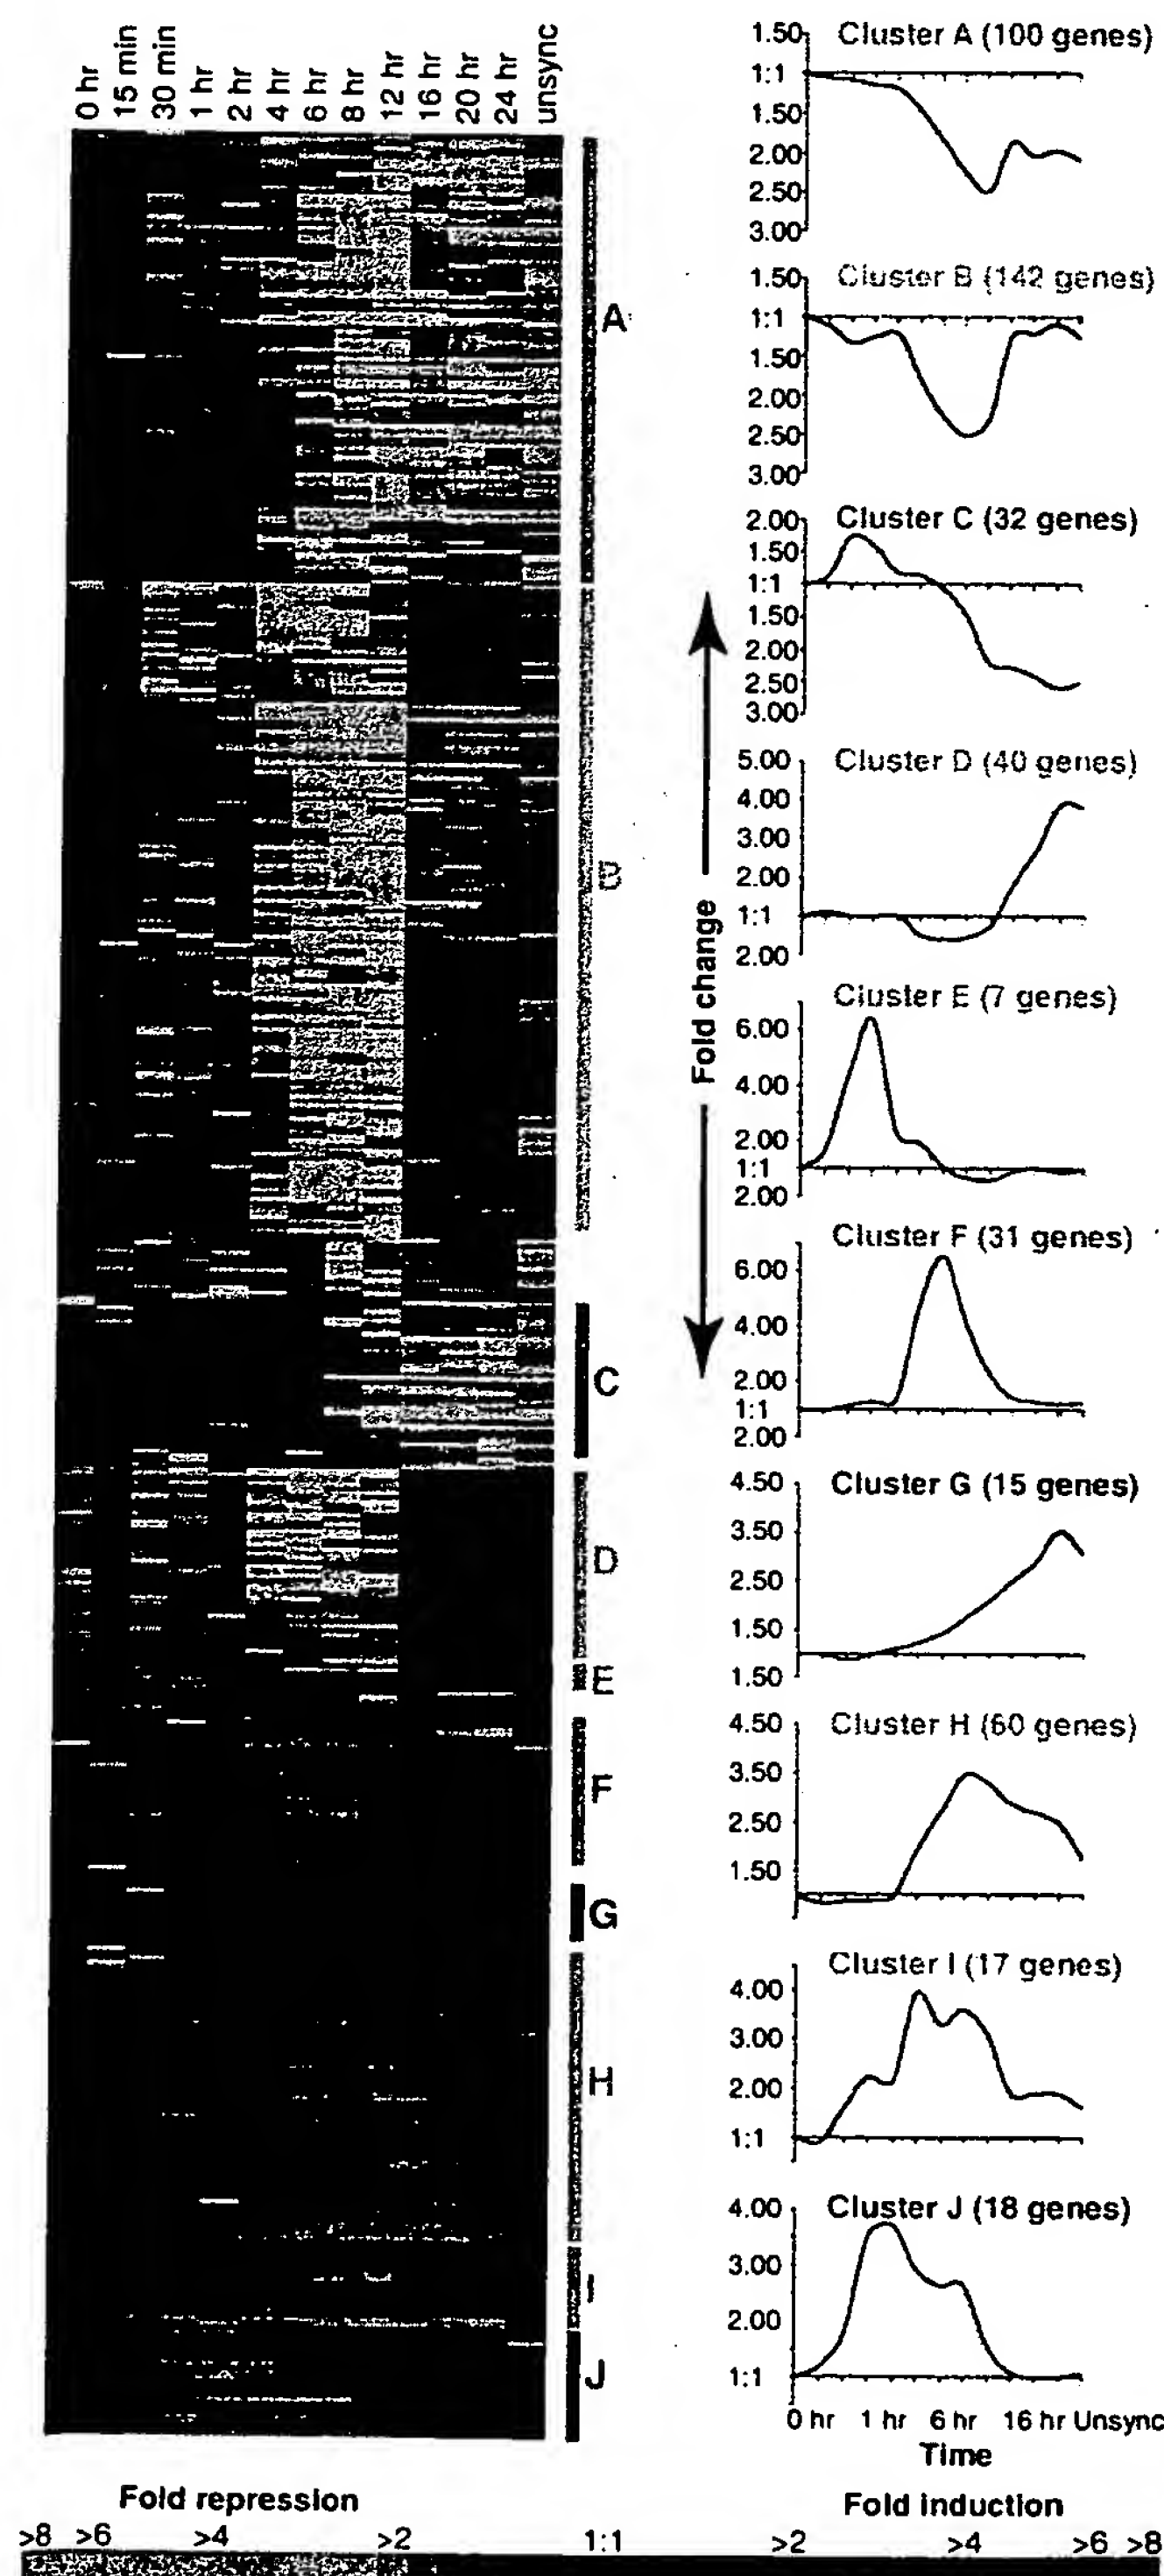 0 hr
15 min
30 min
1 hr
2 hr
4 hr
6 hr
8 hr
12 hr
16 hr
20 hr
24 hr
unsync
A
B
C
D
E
F
G
H
I
J
Fold change
Cluster A (100 genes)
1.50
1:1
1.50
2.00
2.50
3.00
Cluster B (142 genes)
1.50
1:1
1.50
2.00
2.50
3.00
Cluster C (32 genes)
2.00
1.50
1:1
1.50
2.00
2.50
3.00
Cluster D (40 genes)
5.00
4.00
3.00
2.00
1:1
2.00
Cluster E (7 genes)
6.00
4.00
2.00
1:1
2.00
Cluster F (31 genes)
6.00
4.00
2.00
1:1
2.00
Cluster G (15 genes)
4.50
3.50
2.50
1.50
1.50
Cluster H (60 genes)
4.50
3.50
2.50
1.50
Cluster I (17 genes)
4.00
3.00
2.00
1:1
Cluster J (18 genes)
4.00
3.00
2.00
1:1
0 hr 1 hr 6 hr 16 hr Unsync
Time
Fold repression Fold induction
>8 >6 >4 >2 1:1 >2 >4 >6 >8